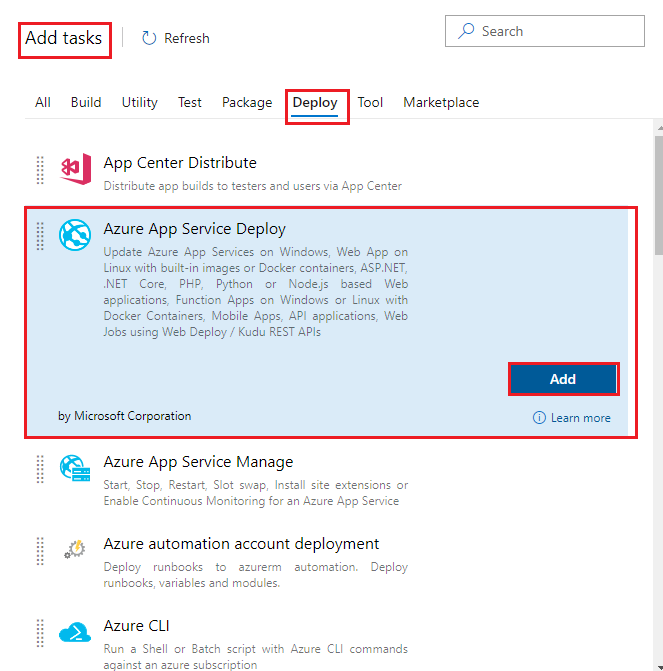 Add tasks
Refresh
Search
All Build Utility Test Package Deploy Tool Marketplace
App Center Distribute
Distribute app builds to testers and users via App Center
Azure App Service Deploy
Update Azure App Services on Windows, Web App on
Linux with built-in images or Docker containers, ASP.NET,
.NET Core, PHP, Python or Node.js based Web
applications, Function Apps on Windows or Linux with
Docker Containers, Mobile Apps, API applications, Web
Jobs using Web Deploy / Kudu REST APIs
Add
by Microsoft Corporation
Learn more
Azure App Service Manage
Start, Stop, Restart, Slot swap, Install site extensions or
Enable Continuous Monitoring for an Azure App Service
Azure automation account deployment
Deploy runbooks to azurerm automation. Deploy
runbooks, variables and modules.
Azure CLI
Run a Shell or Batch script with Azure CLI commands
against an azure subscription